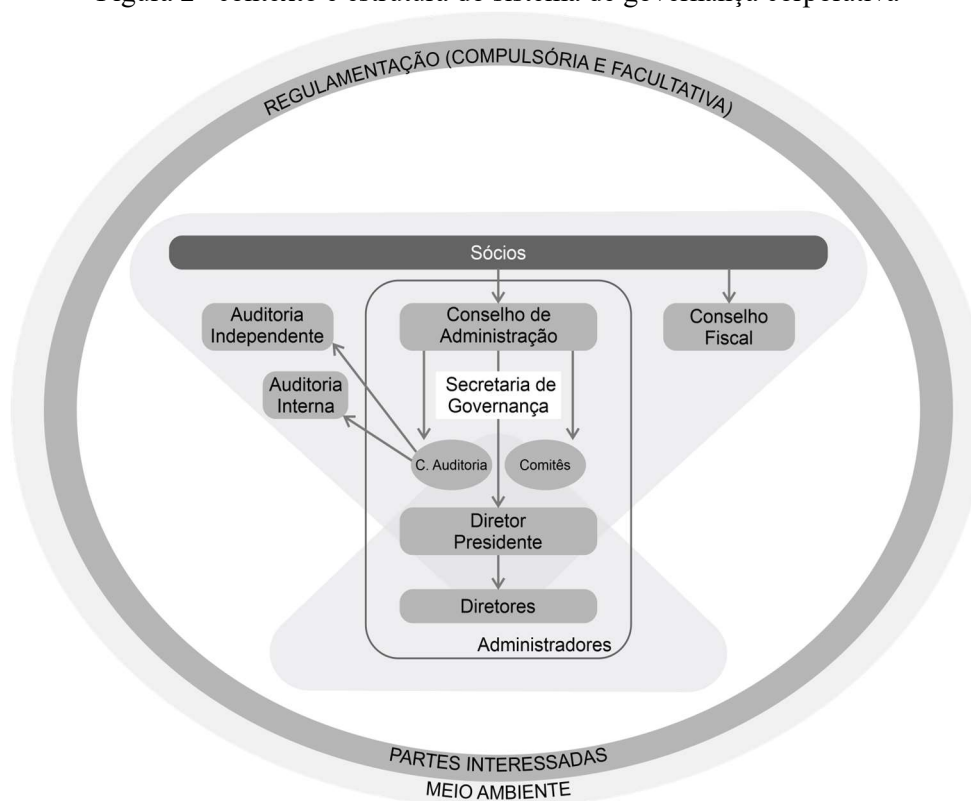 REGULAMENTAÇÃO (COMPULSÓRIA E FACULTATIVA)
Sócios
Auditoria
Independente
Conselho de
Administração
Conselho
Fiscal
Auditoria
Interna
Secretaria de
Governança
C. Auditoria
Comitês
Diretor
Presidente
Diretores
Administradores
PARTES INTERESSADAS
MEIO AMBIENTE